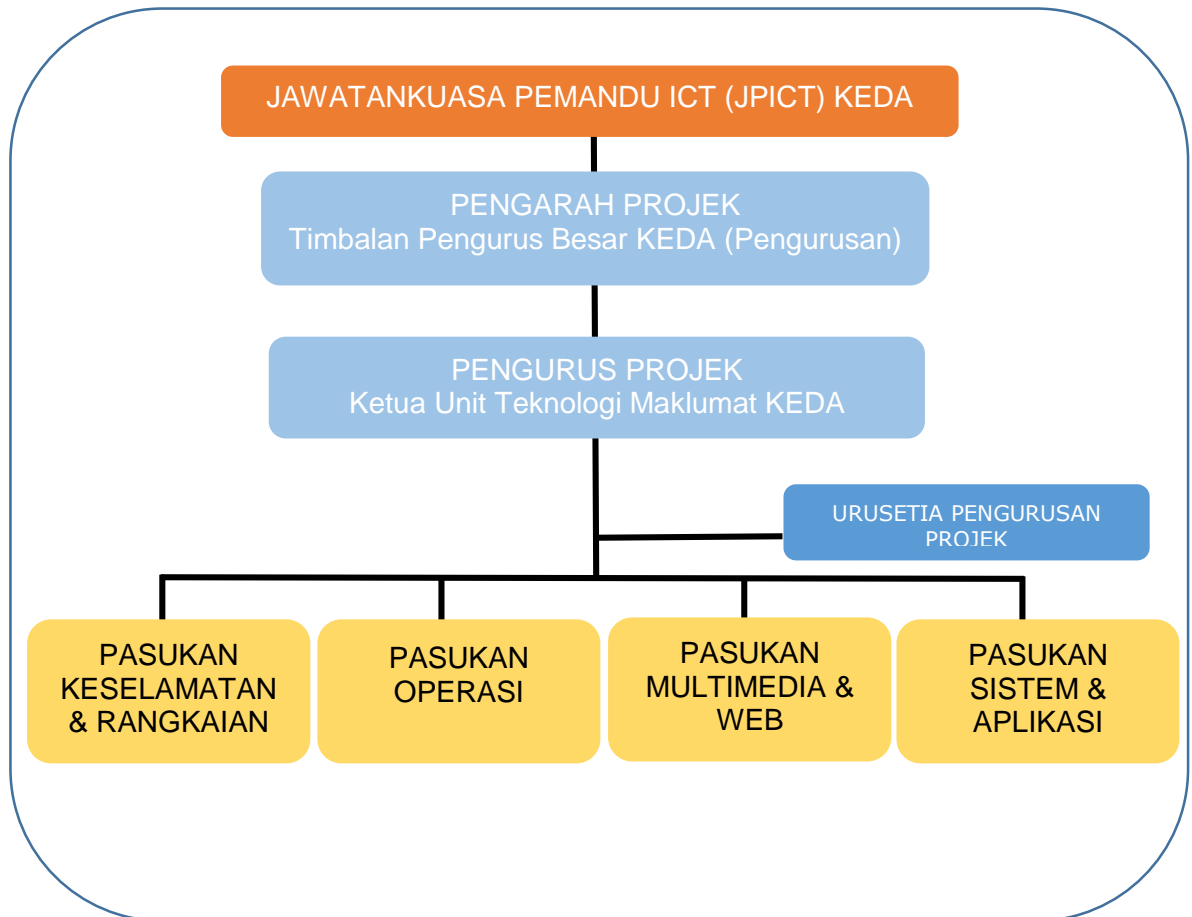 JAWATANKUASA PEMANDU ICT (JPICT) KEDA
PENGARAH PROJEK
Timbalan Pengurus Besar KEDA (Pengurusan)
PENGURUS PROJEK
Ketua Unit Teknologi Maklumat KEDA
URUSETIA PENGURUSAN
PROJEK
PASUKAN
KESELAMATAN
& RANGKAIAN
PASUKAN
OPERASI
PASUKAN
MULTIMEDIA &
WEB
PASUKAN
SISTEM &
APLIKASI